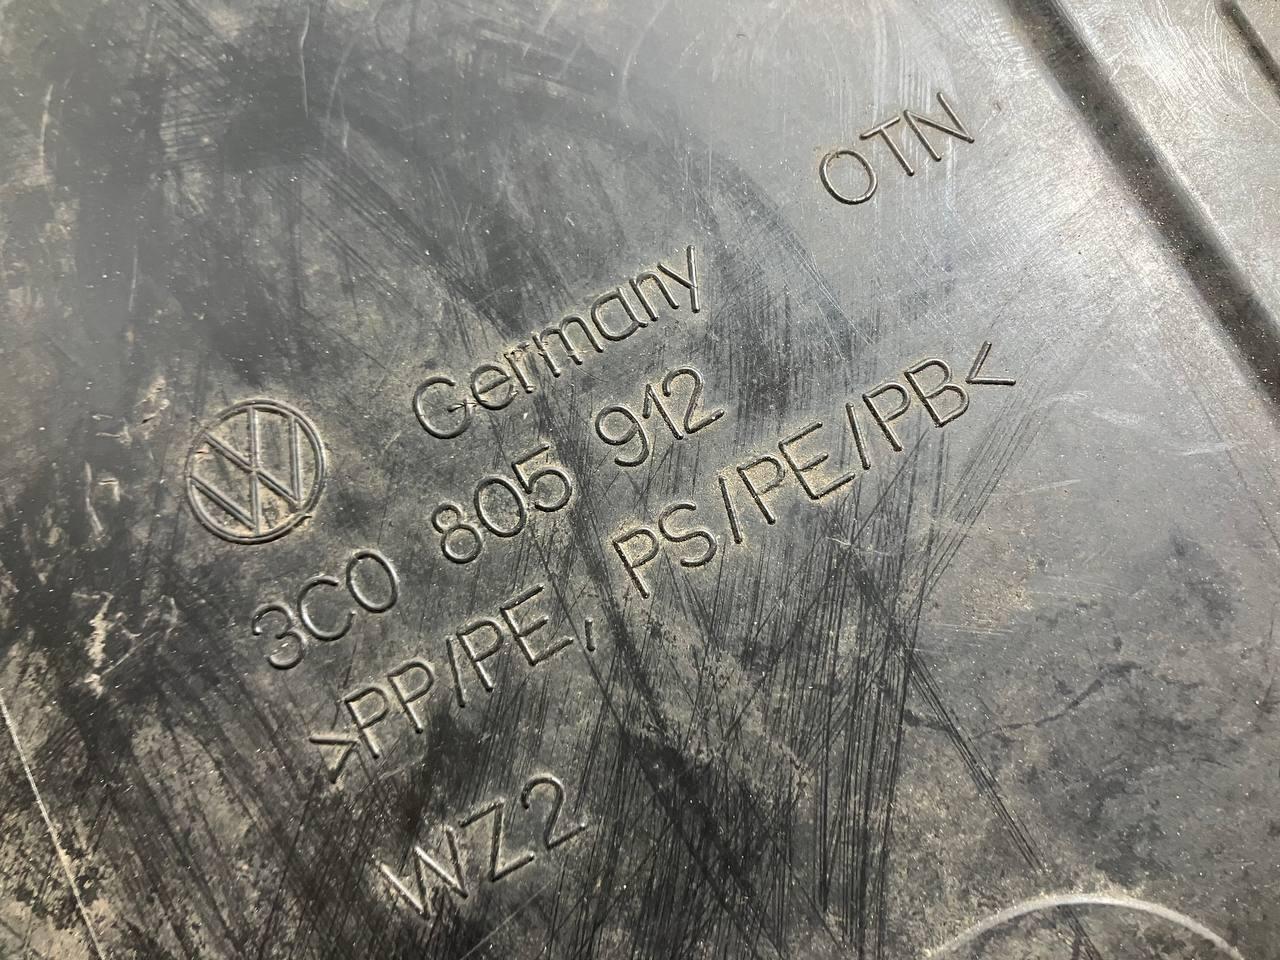 OTN
Germany
3C0 805 912
>PP/PE, PS/PE/PB<
WZ2